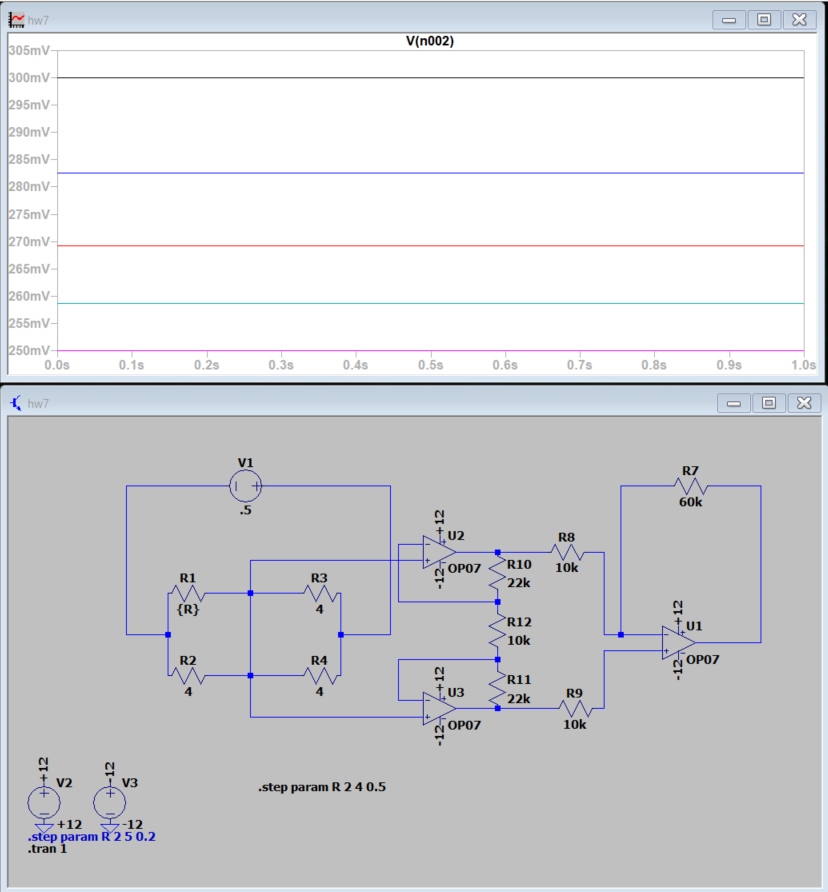 hw7
V(n002)
305mV
300mV
295mV
290mV
285mV
280mV
275mV
270mV
265mV
260mV
255mV
250mV
0.0s 0.1s 0.2s 0.3s 0.4s 0.5s 0.6s 0.7s 0.8s 0.9s 1.0s
hw7
V1
.5
R7
60k
+12
U2
-12
OP07
R8
10k
R10
22k
R1
{R}
R3
4
R12
10k
+12
U1
-12
OP07
R2
4
R4
4
+12
U3
-12
OP07
R11
22k
R9
10k
+12
V2
+12
-12
V3
-12
.step param R 2 4 0.5
.step param R 2 5 0.2
.tran 1